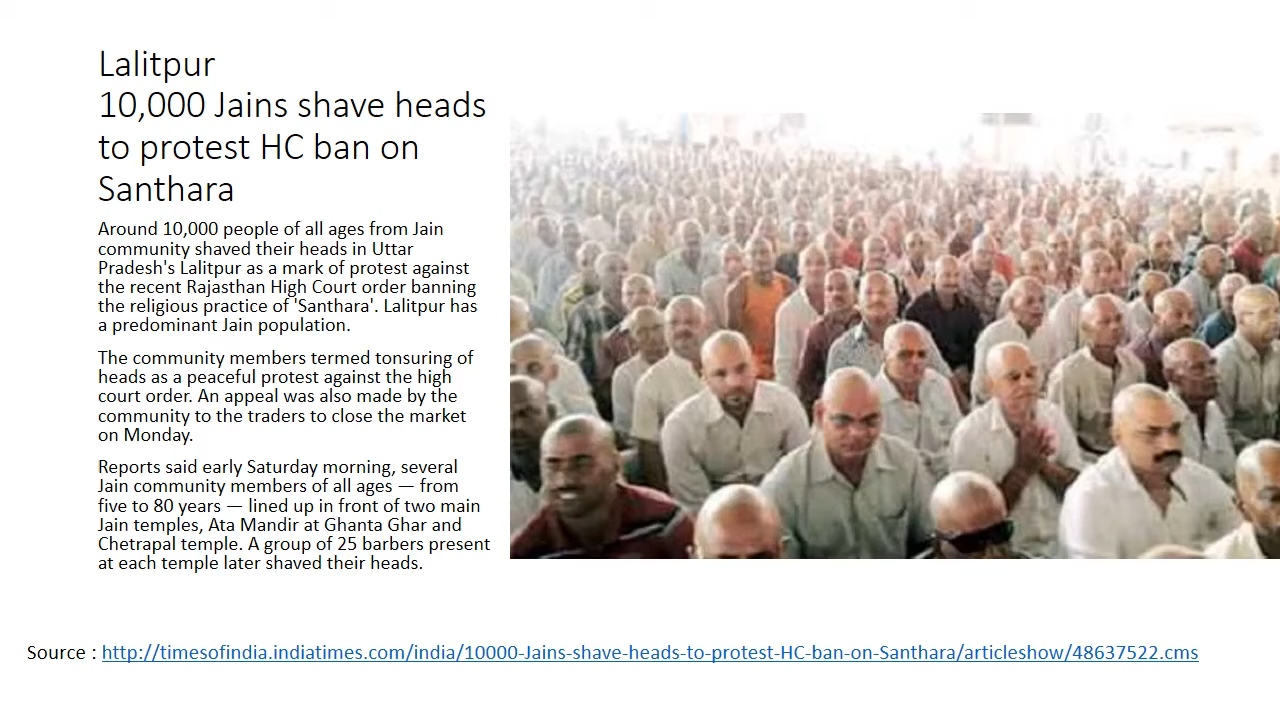 Lalitpur
10,000 Jains shave heads
to protest HC ban on
Santhara
Around 10,000 people of all ages from Jain
community shaved their heads in Uttar
Pradesh's Lalitpur as a mark of protest against
the recent Rajasthan High Court order banning
the religious practice of 'Santhara'. Lalitpur has
a predominant Jain population.
The community members termed tonsuring of
heads as a peaceful protest against the high
court order. An appeal was also made by the
community to the traders to close the market
on Monday.
Reports said early Saturday morning, several
Jain community members of all ages — from
five to 80 years — lined up in front of two main
Jain temples, Ata Mandir at Ghanta Ghar and
Chetrapal temple. A group of 25 barbers present
at each temple later shaved their heads.
Source : http://timesofindia.indiatimes.com/india/10000-Jains-shave-heads-to-protest-HC-ban-on-Santhara/articleshow/48637522.cms